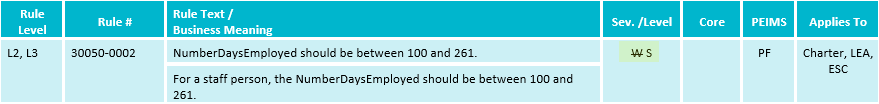 Rule Level Rule # Rule Text / Business Meaning Sev. /Level Core PEIMS Applies To
L2, L3 30050-0002 NumberDaysEmployed should be between 100 and 261. W S PF Charter, LEA, ESC
For a staff person, the NumberDaysEmployed should be between 100 and 261.